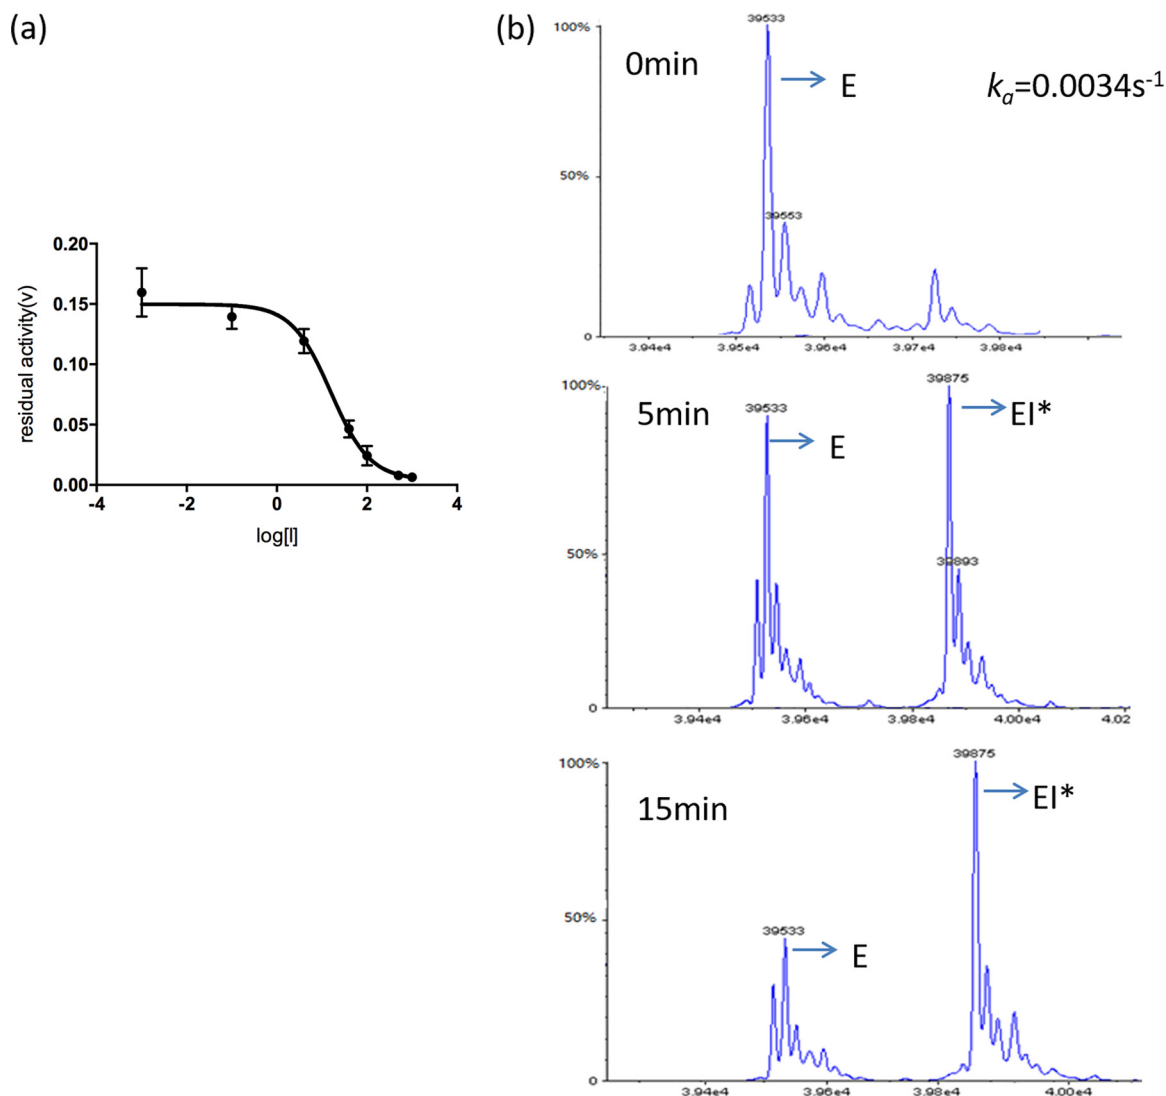 (a)
0.20
0.15
0.10
0.05
0.00
residual activity(v)
-4
-2
0
2
4
log[I]
(b)
0min
kₐ=0.0034s⁻¹
100%
50%
0
39533
E
39553
3.94e4
3.95e4
3.96e4
3.97e4
3.98e4
5min
100%
50%
0
39533
E
39875
EI*
39893
3.94e4
3.96e4
3.98e4
4.00e4
4.02
15min
100%
50%
0
39533
E
39875
EI*
3.94e4
3.96e4
3.98e4
4.00e4